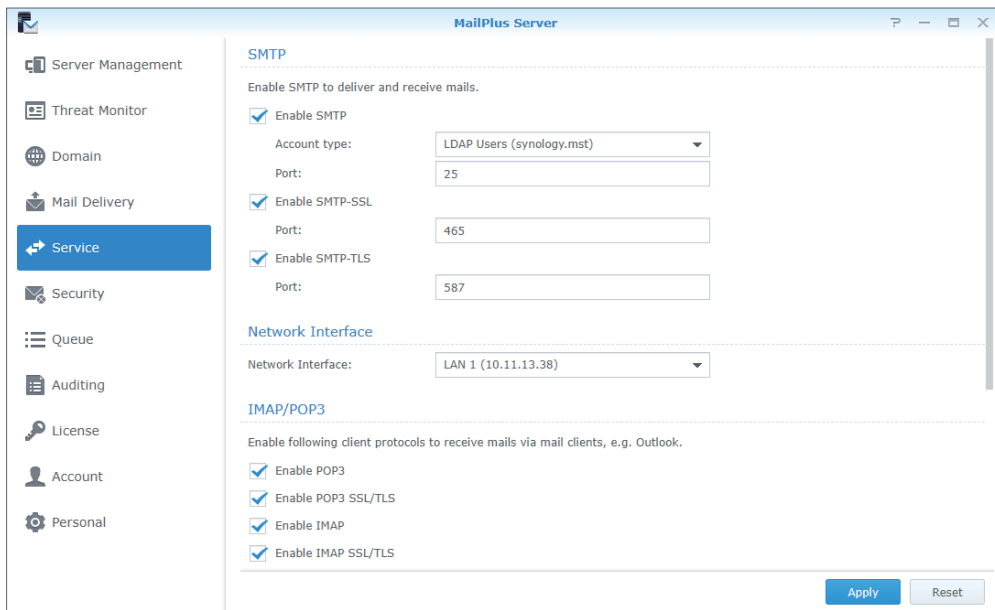 MailPlus Server
Server Management
Threat Monitor
Domain
Mail Delivery
Service
Security
Queue
Auditing
License
Account
Personal
SMTP
Enable SMTP to deliver and receive mails.
Enable SMTP
Account type: LDAP Users (synology.mst)
Port: 25
Enable SMTP-SSL
Port: 465
Enable SMTP-TLS
Port: 587
Network Interface
Network Interface: LAN 1 (10.11.13.38)
IMAP/POP3
Enable following client protocols to receive mails via mail clients, e.g. Outlook.
Enable POP3
Enable POP3 SSL/TLS
Enable IMAP
Enable IMAP SSL/TLS
Apply Reset